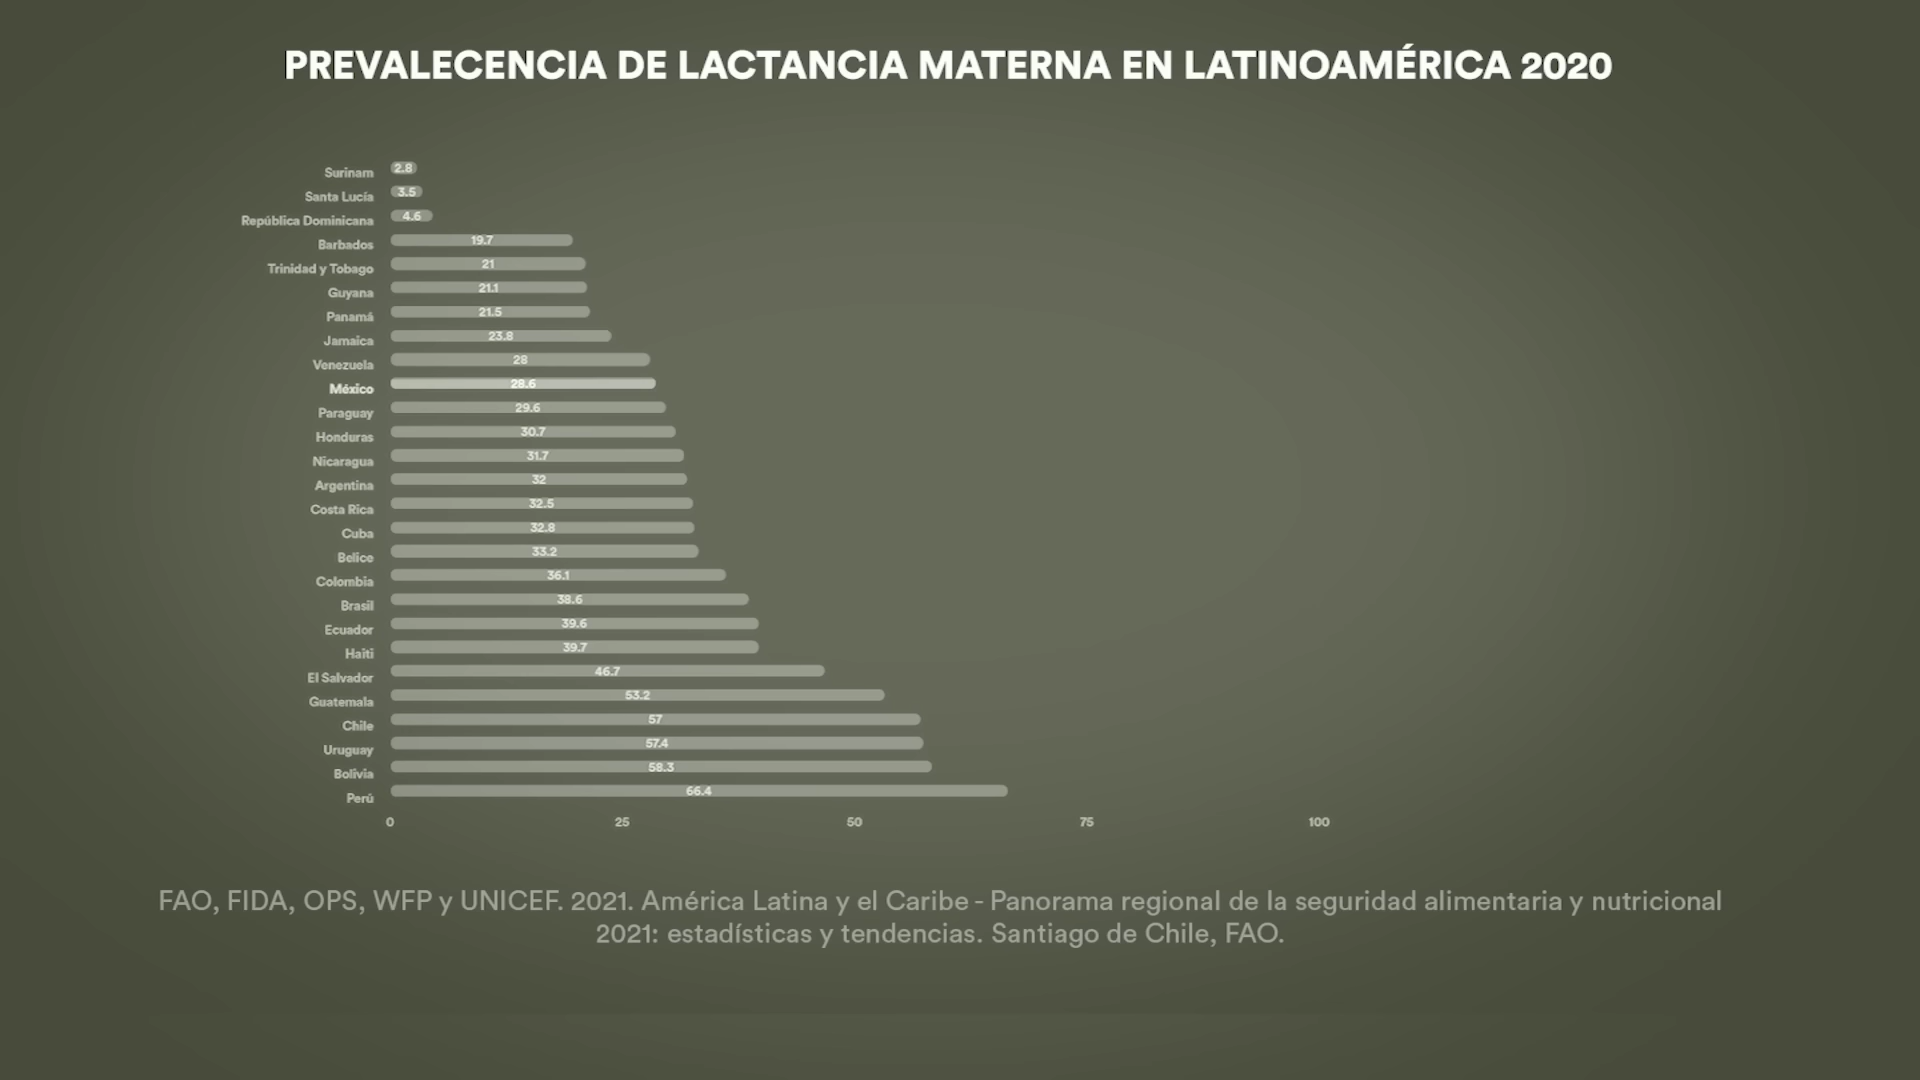 PREVALECENCIA DE LACTANCIA MATERNA EN LATINOAMÉRICA 2020
Surinam 2.8
Santa Lucía 3.5
República Dominicana 4.6
Barbados 19.7
Trinidad y Tobago 21
Guyana 21.1
Panamá 21.5
Jamaica 23.8
Venezuela 28
México 28.6
Paraguay 29.6
Honduras 30.7
Nicaragua 31.7
Argentina 32
Costa Rica 32.5
Cuba 32.8
Belice 33.2
Colombia 36.1
Brasil 38.6
Ecuador 39.6
Haití 39.7
El Salvador 46.7
Guatemala 53.2
Chile 57
Uruguay 57.4
Bolivia 58.3
Perú 66.4
0 25 50 75 100
FAO, FIDA, OPS, WFP y UNICEF. 2021. América Latina y el Caribe - Panorama regional de la seguridad alimentaria y nutricional
2021: estadísticas y tendencias. Santiago de Chile, FAO.